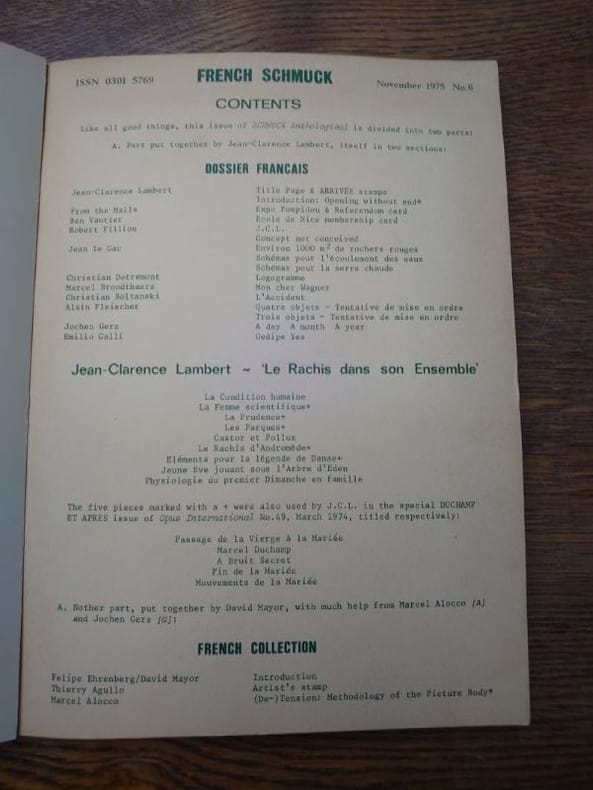 ISSN 0301 5769 FRENCH SCHMUCK November 1975 No.6
CONTENTS
Like all good things, this issue of SCHMUCK Anthological is divided into two parts:
A. Part put together by Jean-Clarence Lambert, itself in two sections:
DOSSIER FRANCAIS
Jean-Clarence Lambert Title Page & ARRIVEE stamps
Introduction: Opening without end*
From the Mails Expo Pompidou & Referendum card
Ben Vautier Ecole de Nice membership card
Robert Filliou J.C.L.
Concept not conceived
Jean le Gac Environ 1000 m2 de rochers rouges
Schémas pour l'écoulement des eaux
Schémas pour la serre chaude
Christian Dotremont Logogramme
Marcel Broodthaers Mon cher Wagner
Christian Boltanski L'Accident
Alain Fleischer Quatre objets - Tentative de mise en ordre
Trois objets - Tentative de mise en ordre
Jochen Gerz A day A month A year
Emilio Galli Oedipe Yes
Jean-Clarence Lambert ~ 'Le Rachis dans son Ensemble'
La Condition humaine
La Femme scientifique+
La Prudence+
Les Parques+
Castor et Pollux
Le Rachis d'Andromède+
Eléments pour la légende de Danae+
Jeune Eve jouant sous l'Arbre d'Eden
Physiologie du premier Dimanche en famille
The five pieces marked with a + were also used by J.C.L. in the special DUCHAMP
ET APRES issue of Opus International No.49, March 1974, titled respectively:
Passage de la Vierge à la Mariée
Marcel Duchamp
A Bruit Secret
Fin de la Mariée
Mouvements de la Mariée
A. Nother part, put together by David Mayor, with much help from Marcel Alocco [A]
and Jochen Gerz [G]:
FRENCH COLLECTION
Felipe Ehrenberg/David Mayor Introduction
Thierry Agullo Artist's stamp
Marcel Alocco (De-)Tension: Methodology of the Picture Body*